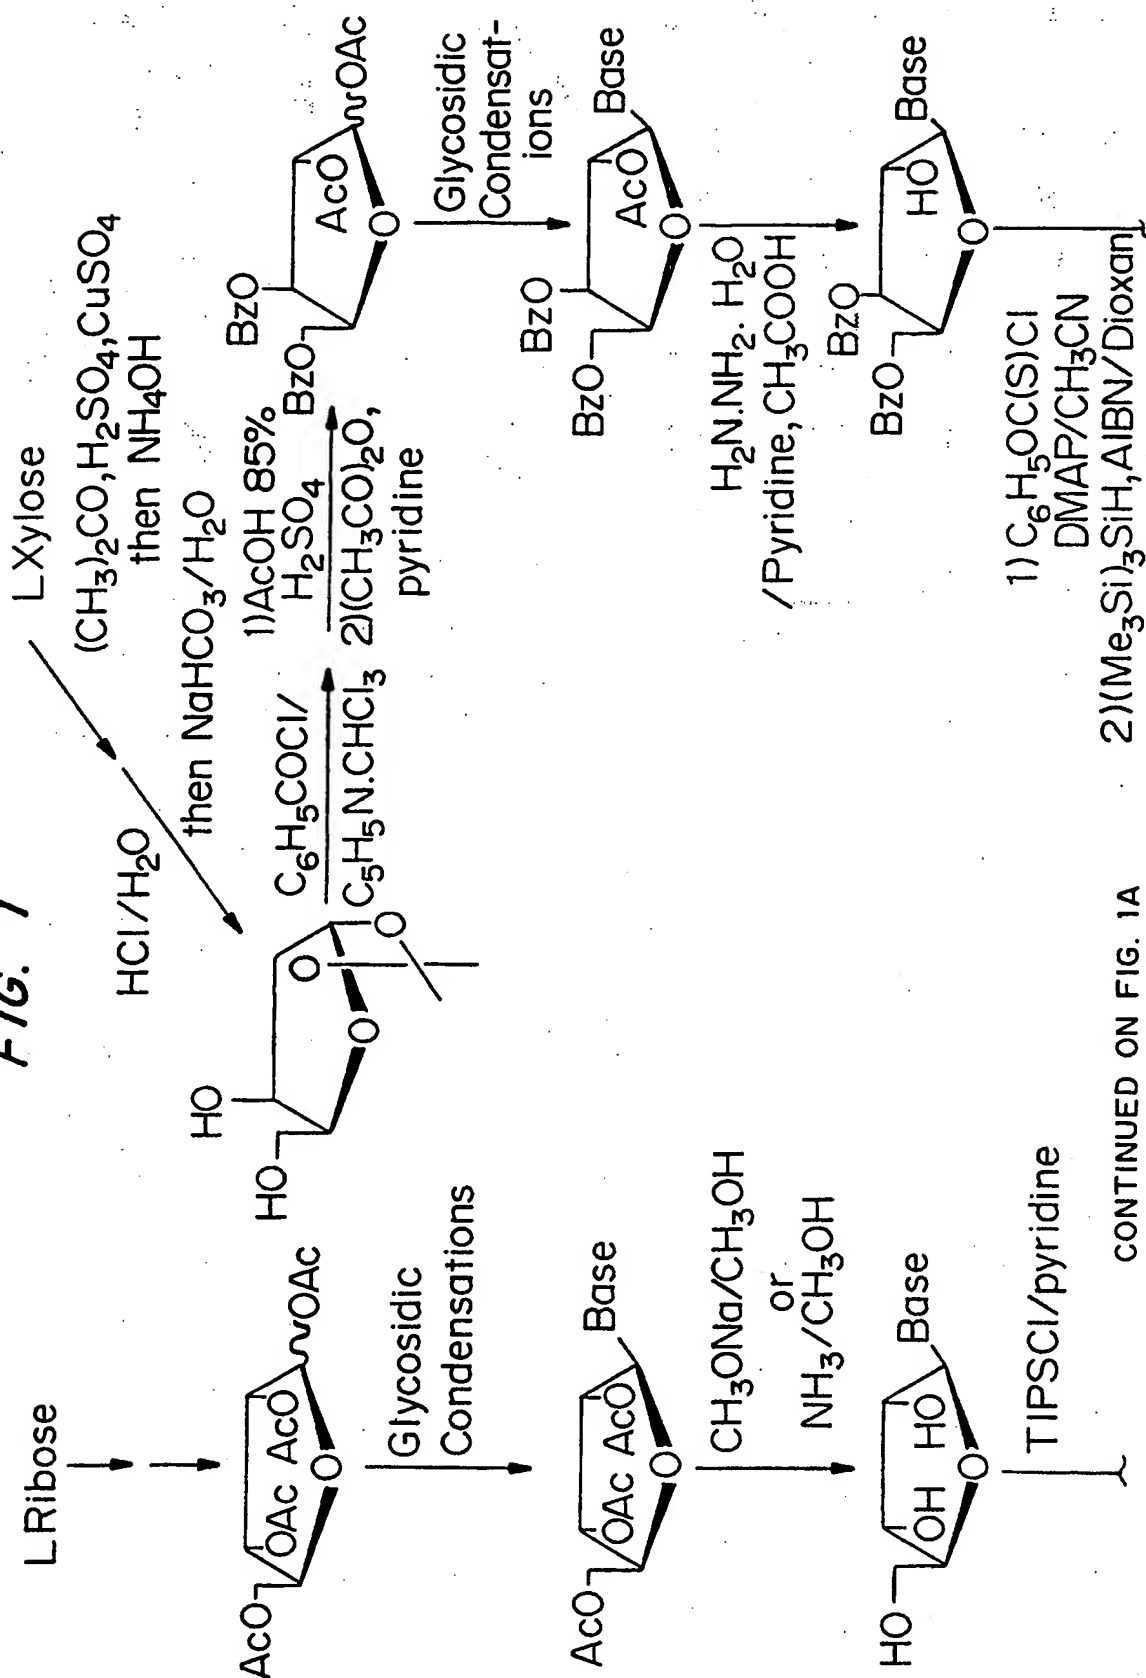 FIG. 1
LRibose
AcO
OAc AcO
O
OAc
Glycosidic
Condensations
AcO
OAc AcO
O
Base
CH3ONa/CH3OH
or
NH3/CH3OH
HO
OH HO
O
Base
TIPSCl/pyridine
LXylose
(CH3)2CO,H2SO4,CuSO4
then NH4OH
HCl/H2O
then NaHCO3/H2O
HO
HO
O
O
O
C6H5COCl/
C5H5N.CHCl3
1)AcOH 85%
H2SO4
2)(CH3CO)2O,
pyridine
BzO
BzO
AcO
O
OAc
Glycosidic
Condensat-
ions
BzO
BzO
AcO
O
Base
H2N.NH2. H2O
/Pyridine, CH3COOH
BzO
BzO
HO
O
Base
1) C6H5OC(S)Cl
DMAP/CH3CN
2)(Me3Si)3SiH,AIBN/Dioxan
CONTINUED ON FIG. 1A